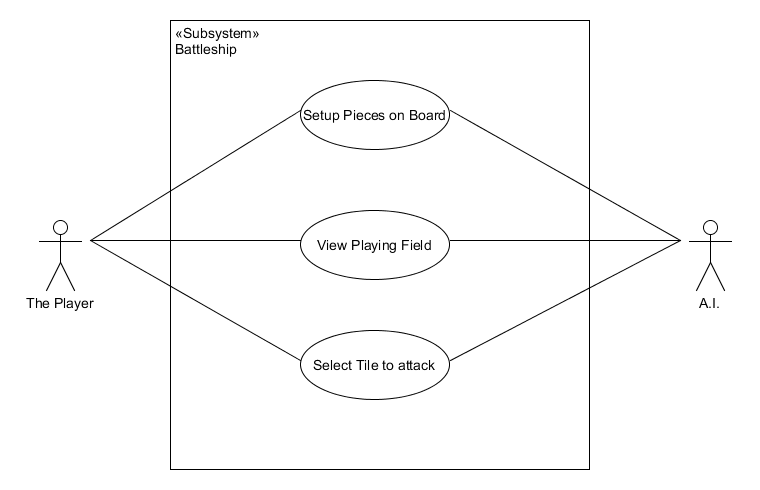 «Subsystem»
Battleship
Setup Pieces on Board
View Playing Field
The Player
A.I.
Select Tile to attack